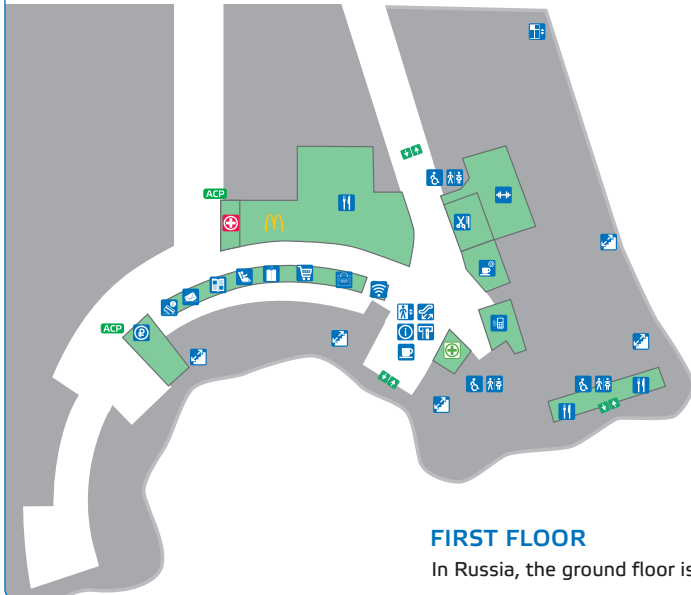 ACP
ACP
FIRST FLOOR
In Russia, the ground floor is